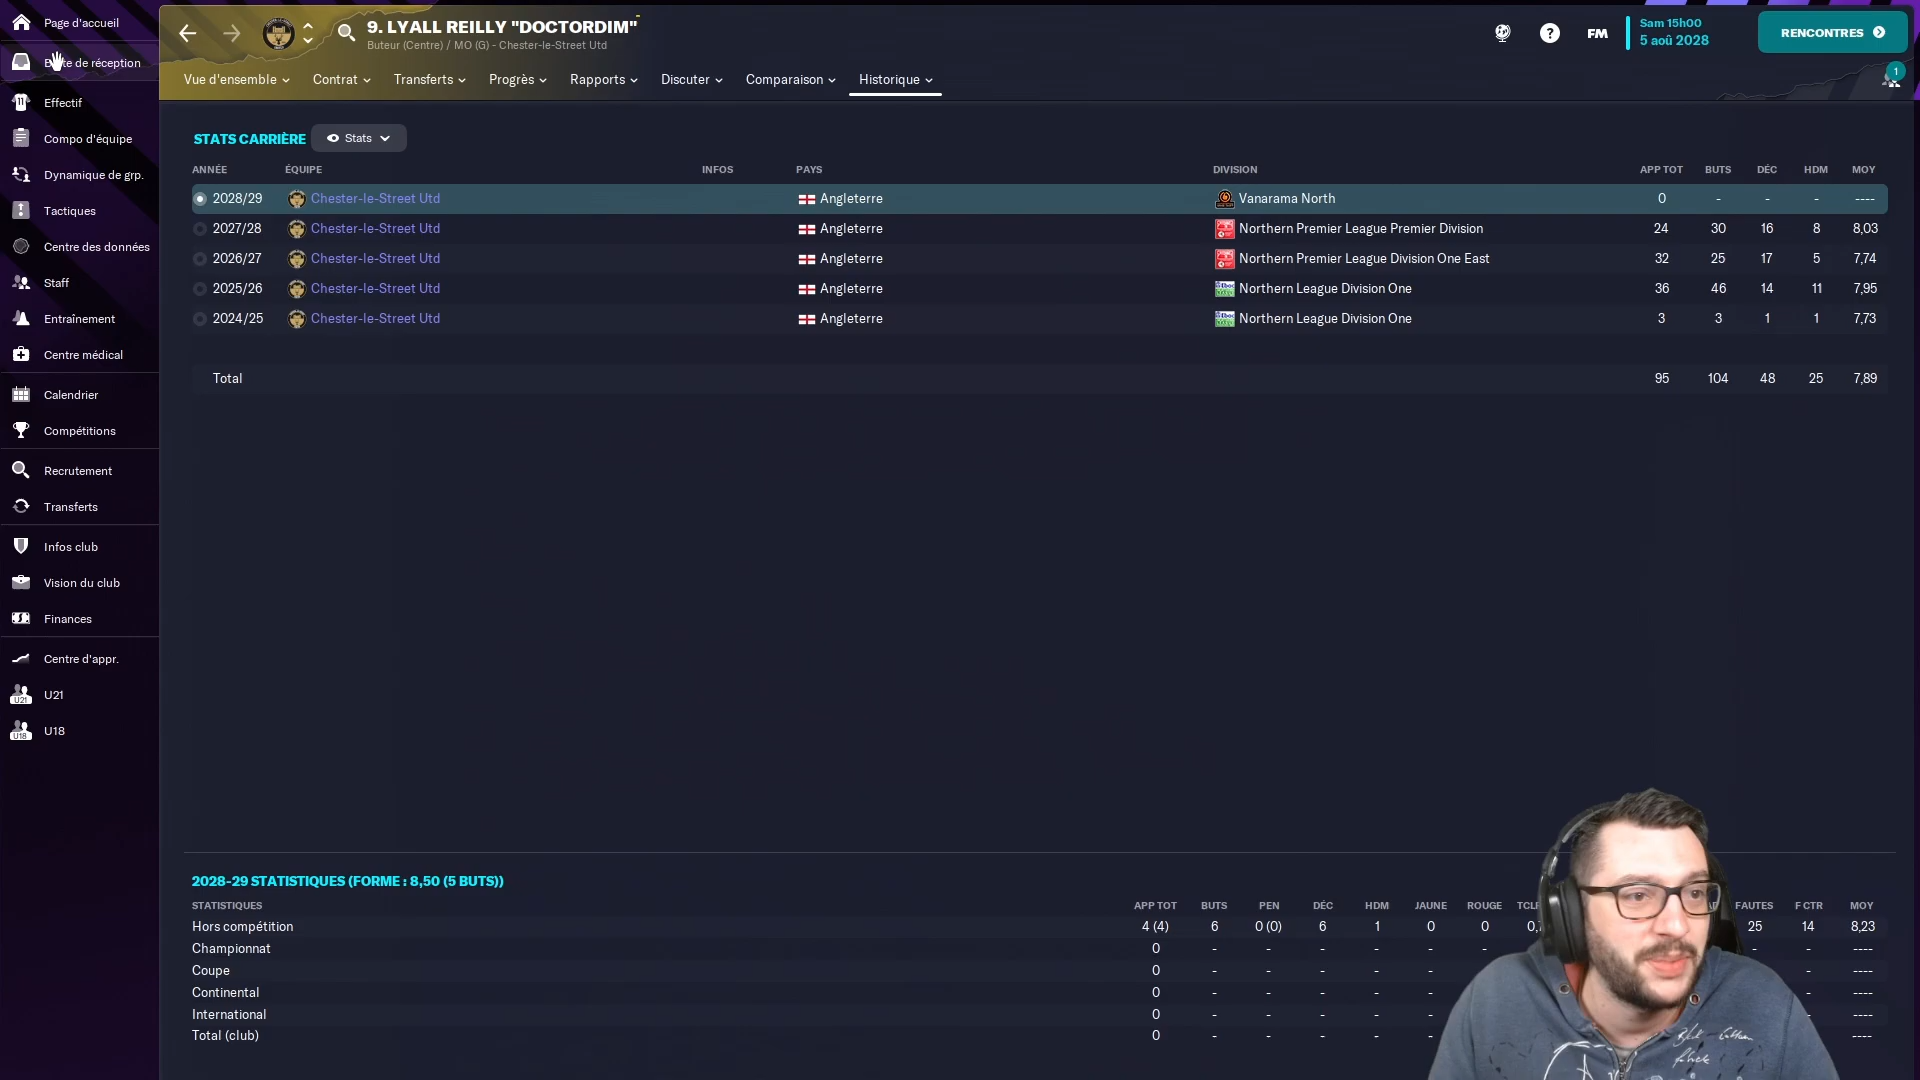 Page d'accueil
9. LYALL REILLY "DOCTORDIM"
Buteur (Centre) / MO (G) - Chester-le-Street Utd
FM
Sam 15h00
5 aoû 2028
RENCONTRES
1
de réception
Vue d'ensemble
Contrat
Transferts
Progrès
Rapports
Discuter
Comparaison
Historique
Effectif
Compo d'équipe
Dynamique de grp.
Tactiques
Centre des données
Staff
Entraînement
Centre médical
Calendrier
Compétitions
Recrutement
Transferts
Infos club
Vision du club
Finances
Centre d'appr.
U21
U21
U18
U18
STATS CARRIÈRE
Stats
ANNÉE ÉQUIPE INFOS PAYS DIVISION APP TOT BUTS DÉC HDM MOY
2028/29 Chester-le-Street Utd Angleterre Vanarama North 0 - - - ----
2027/28 Chester-le-Street Utd Angleterre Northern Premier League Premier Division 24 30 16 8 8,03
2026/27 Chester-le-Street Utd Angleterre Northern Premier League Division One East 32 25 17 5 7,74
2025/26 Chester-le-Street Utd Angleterre Northern League Division One 36 46 14 11 7,95
2024/25 Chester-le-Street Utd Angleterre Northern League Division One 3 3 1 1 7,73
Total 95 104 48 25 7,89
2028-29 STATISTIQUES (FORME : 8,50 (5 BUTS))
STATISTIQUES APP TOT BUTS PEN DÉC HDM JAUNE ROUGE FAUTES F CTR MOY
Hors compétition 4 (4) 6 0 (0) 6 1 0 0 25 14 8,23
Championnat 0 - - - - - - - - ----
Coupe 0 - - - - - - ----
Continental 0 - - - - - - ----
International 0 - - - - - - ----
Total (club) 0 - - - - - - ----